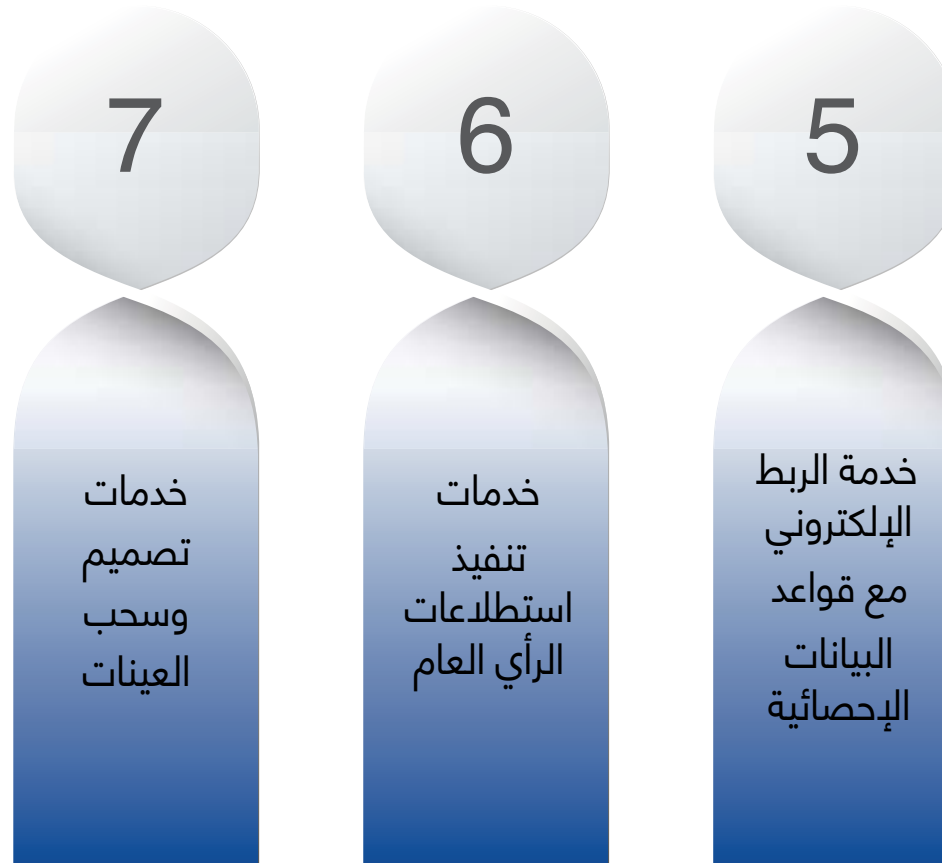 5
خدمة الربط
الإلكتروني
مع قواعد
البيانات
الإحصائية
6
خدمات
تنفيذ
استطلاعات
الرأي العام
7
خدمات
تصميم
وسحب
العينات